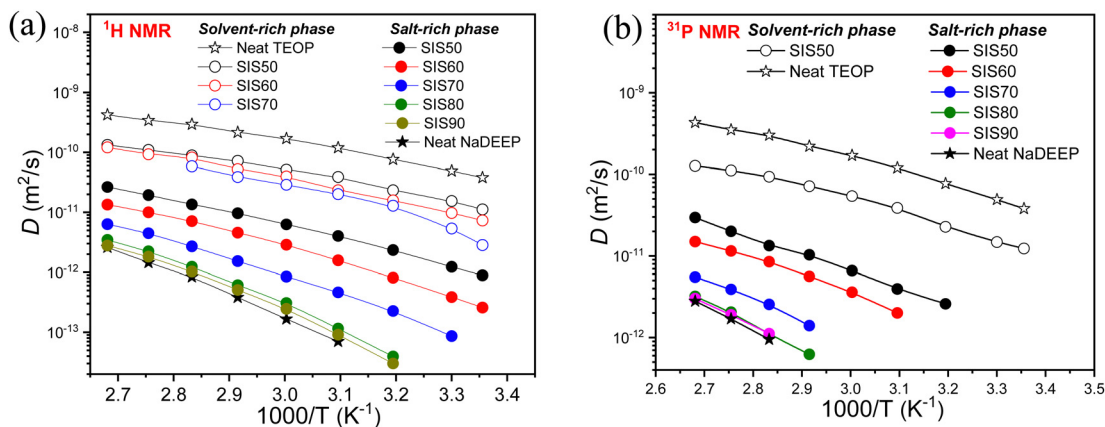 (a)
¹H NMR
Solvent-rich phase
Neat TEOP
SIS50
SIS60
SIS70
Salt-rich phase
SIS50
SIS60
SIS70
SIS80
SIS90
Neat NaDEEP
10⁻⁸
10⁻⁹
10⁻¹⁰
10⁻¹¹
10⁻¹²
10⁻¹³
D (m²/s)
2.7 2.8 2.9 3.0 3.1 3.2 3.3 3.4
1000/T (K⁻¹)
(b)
³¹P NMR
Solvent-rich phase
SIS50
Neat TEOP
Salt-rich phase
SIS50
SIS60
SIS70
SIS80
SIS90
Neat NaDEEP
10⁻⁸
10⁻⁹
10⁻¹⁰
10⁻¹¹
10⁻¹²
D (m²/s)
2.6 2.7 2.8 2.9 3.0 3.1 3.2 3.3 3.4 3.5
1000/T (K⁻¹)